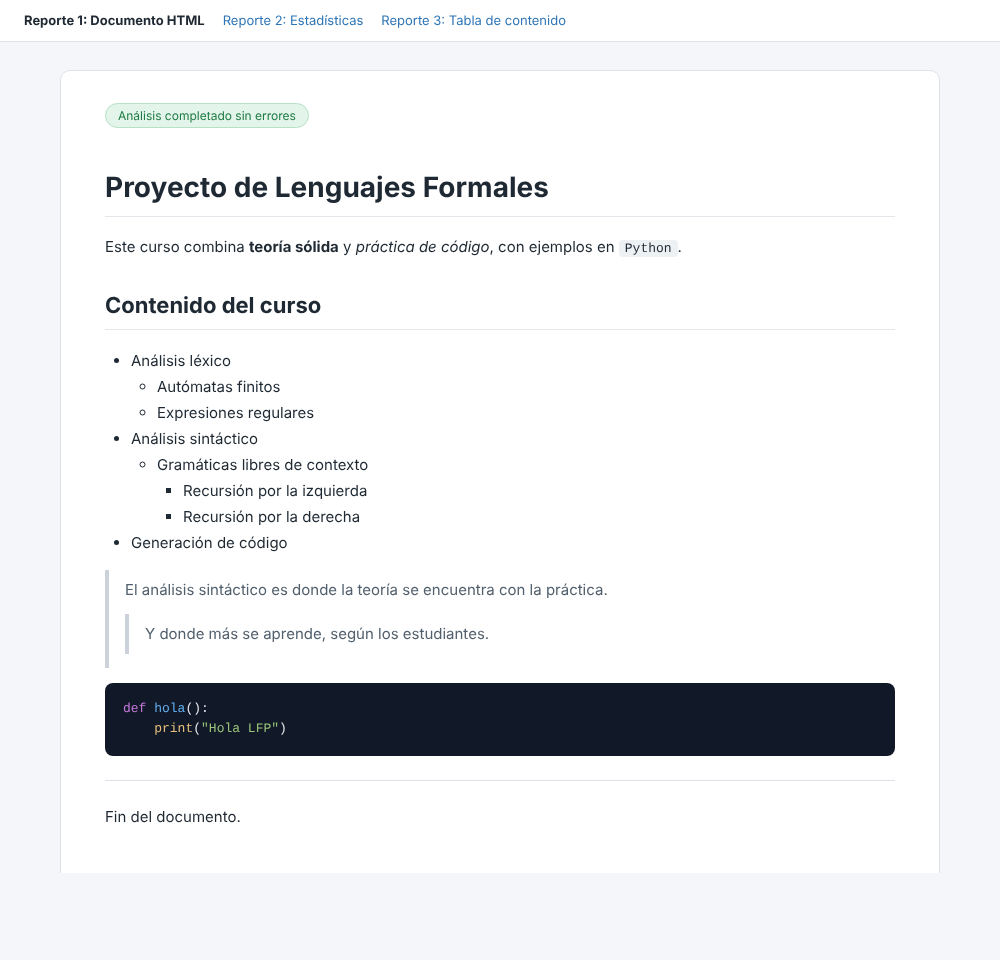 Reporte 1: Documento HTML Reporte 2: Estadísticas Reporte 3: Tabla de contenido
Análisis completado sin errores
Proyecto de Lenguajes Formales
Este curso combina teoría sólida y práctica de código, con ejemplos en Python.
Contenido del curso
Análisis léxico
Autómatas finitos
Expresiones regulares
Análisis sintáctico
Gramáticas libres de contexto
Recursión por la izquierda
Recursión por la derecha
Generación de código
El análisis sintáctico es donde la teoría se encuentra con la práctica.
Y donde más se aprende, según los estudiantes.
def hola():
    print("Hola LFP")
Fin del documento.